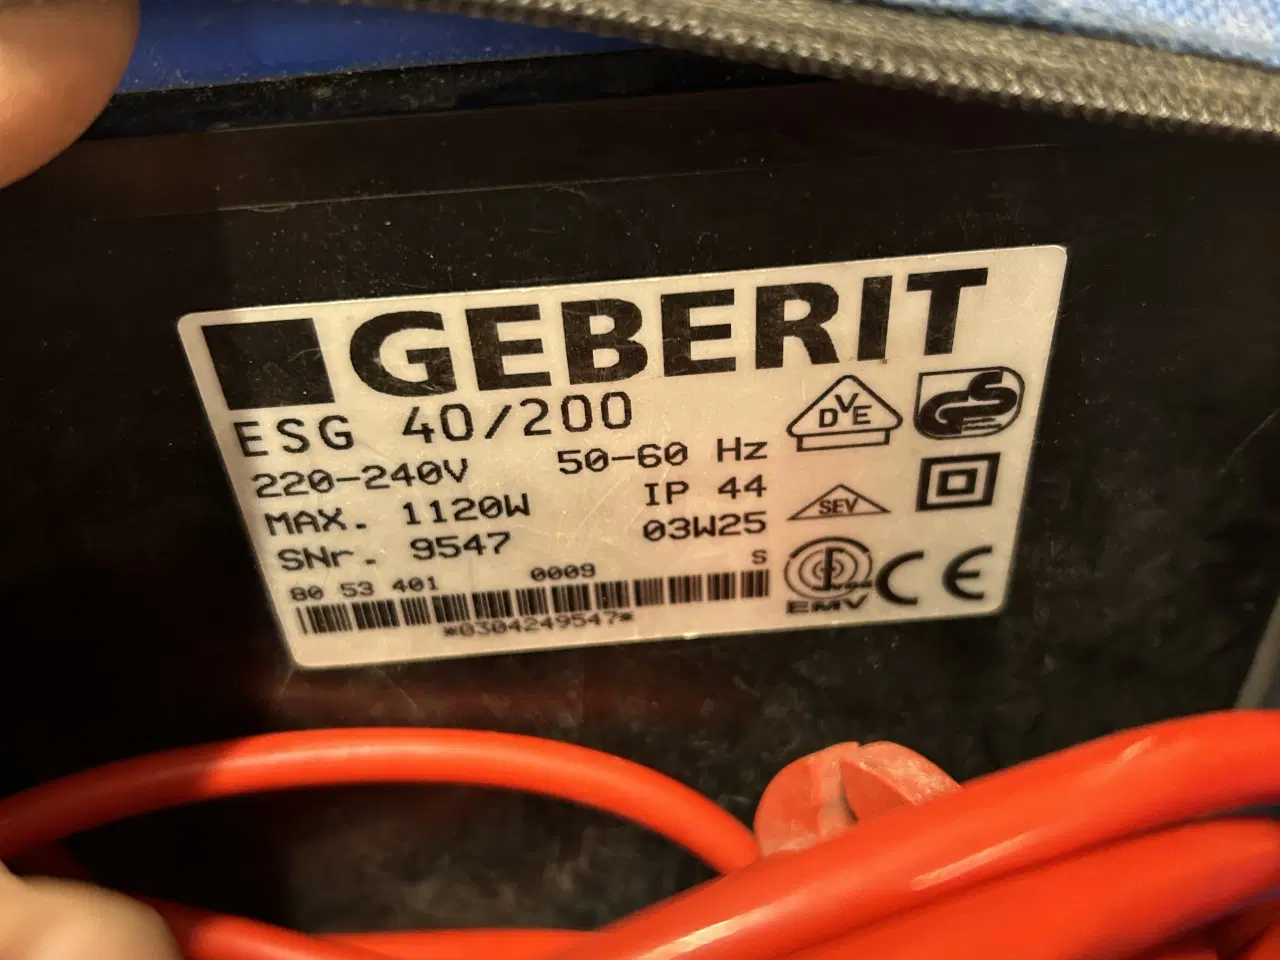 GEBERIT
ESG 40/200
220-240V 50-60 Hz
MAX. 1120W IP 44
SNr. 9547 03W25
80 53 401 0009 S
*0304249547*
DVE
GS
SEV
EMV
CE